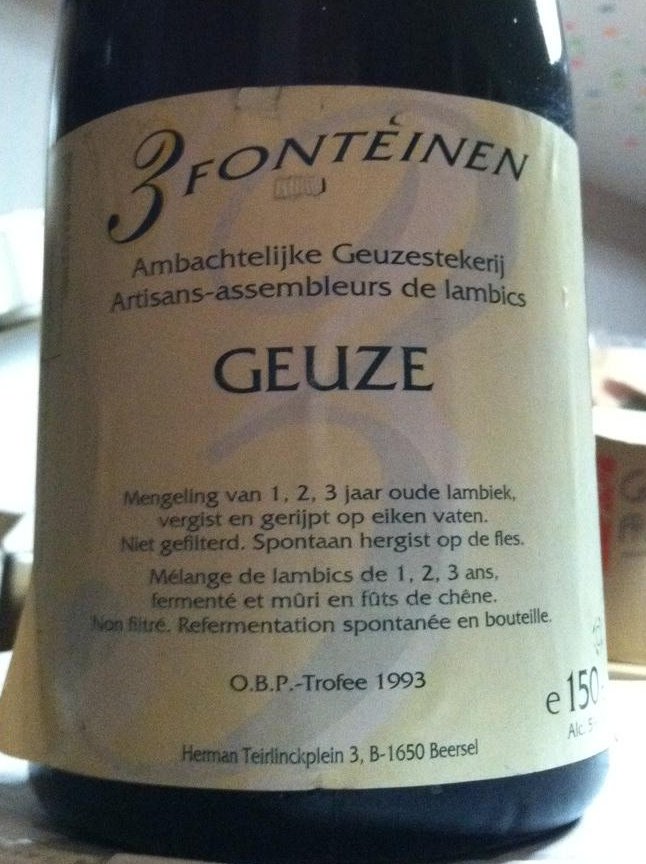 3 FONTEINEN
Ambachtelijke Geuzestekerij
Artisans-assembleurs de lambics
GEUZE
Mengeling van 1, 2, 3 jaar oude lambiek,
vergist en gerijpt op eiken vaten.
Niet gefilterd. Spontaan hergist op de fles.
Mélange de lambics de 1, 2, 3 ans,
fermenté et mûri en fûts de chêne.
Non filtré. Refermentation spontanée en bouteille.
O.B.P.-Trofee 1993
e 150
Alc. 5
Herman Teirlinckplein 3, B-1650 Beersel